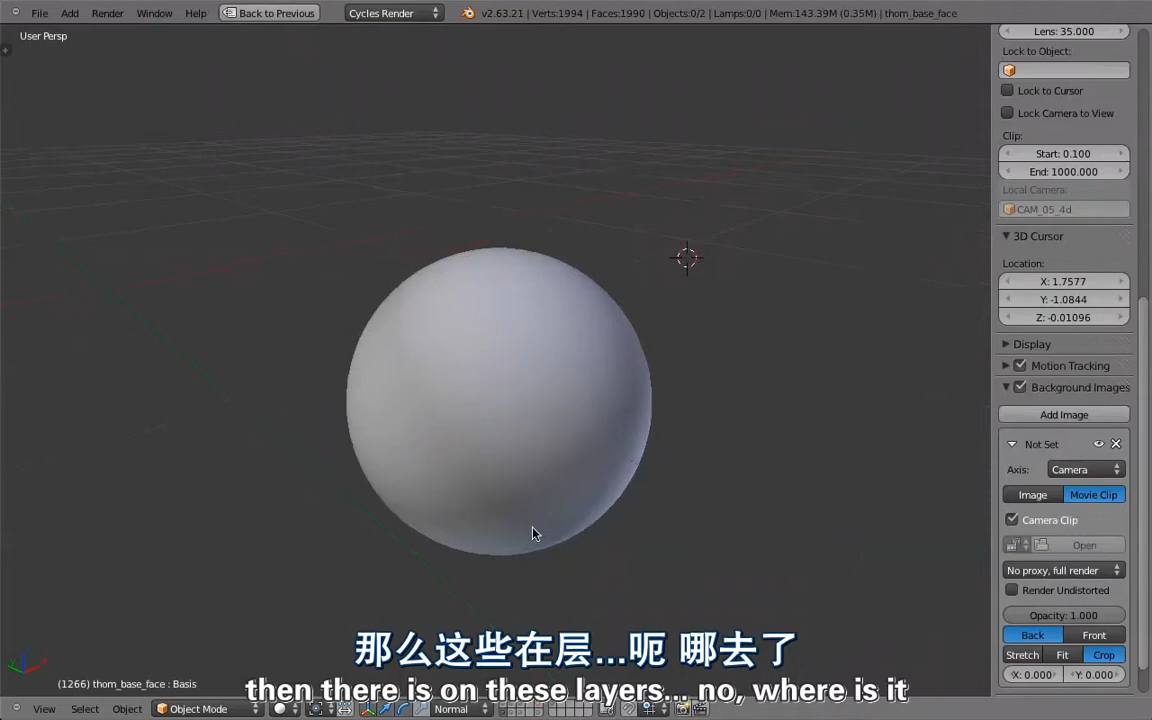 File Add Render Window Help Back to Previous Cycles Render v2.63.21 | Verts:1994 | Faces:1990 | Objects:0/2 | Lamps:0/0 | Mem:143.39M (0.35M) | thom_base_face
User Persp
Lens: 35.000
Lock to Object:
Lock to Cursor
Lock Camera to View
Clip:
Start: 0.100
End: 1000.000
Local Camera:
CAM_05_4d
3D Cursor
Location:
X: 1.7577
Y: -1.0844
Z: -0.01096
Display
Motion Tracking
Background Images
Add Image
Not Set
Axis: Camera
Image Movie Clip
Camera Clip
Open
No proxy, full render
Render Undistorted
Opacity: 1.000
Back Front
Stretch Fit Crop
X: 0.000 Y: 0.000
那么这些在层...呃 哪去了
then there is on these layers... no, where is it
(1266) thom_base_face : Basis
View Select Object Object Mode Normal